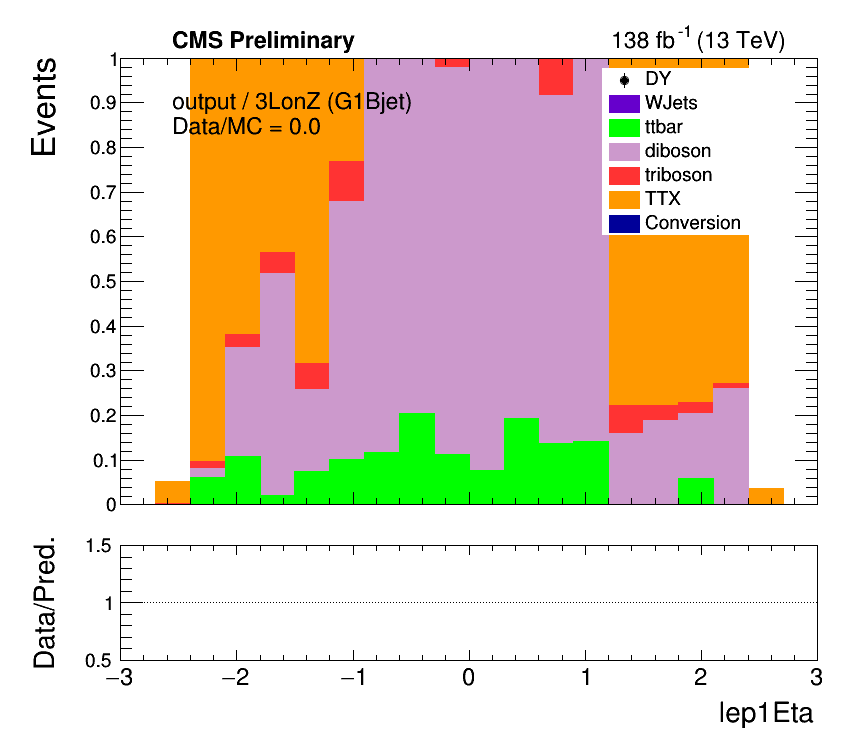 CMS Preliminary
138 fb-1 (13 TeV)
Events
output / 3LonZ (G1Bjet)
Data/MC = 0.0
DY
WJets
ttbar
diboson
triboson
TTX
Conversion
1
0.9
0.8
0.7
0.6
0.5
0.4
0.3
0.2
0.1
0
Data/Pred.
1.5
1
0.5
−3 −2 −1 0 1 2 3
lep1Eta